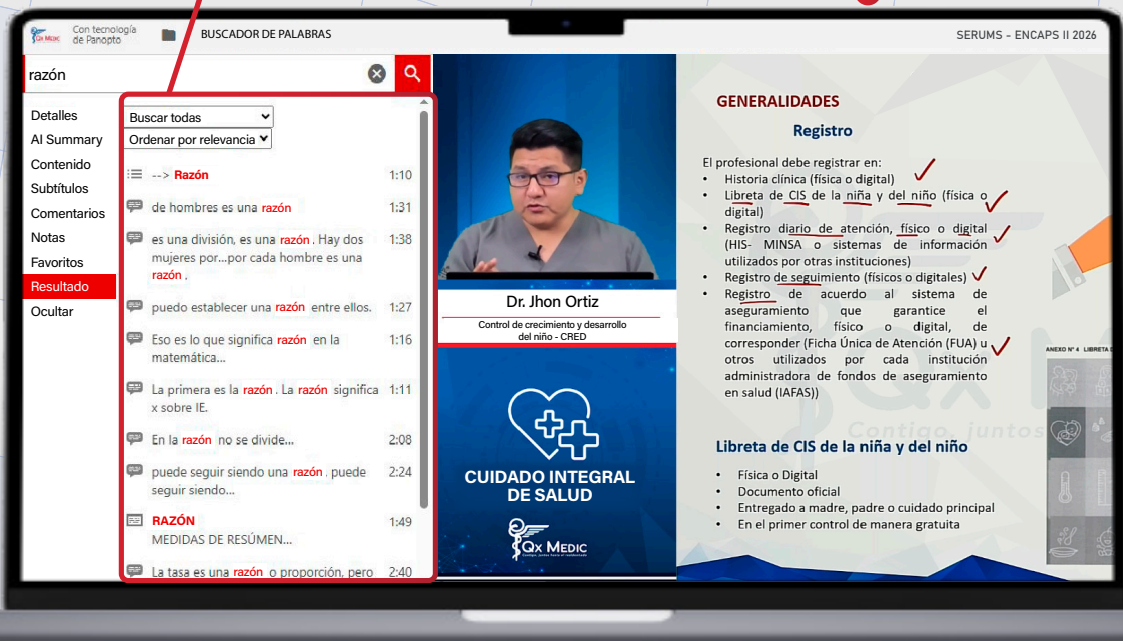 Qx Medic
Con tecnología
de Panopto
BUSCADOR DE PALABRAS
SERUMS - ENCAPS II 2026
razón
Detalles
AI Summary
Contenido
Subtítulos
Comentarios
Notas
Favoritos
Resultado
Ocultar
Buscar todas
Ordenar por relevancia
--> Razón 1:10
de hombres es una razón 1:31
es una división, es una razón . Hay dos 1:38
mujeres por...por cada hombre es una
razón .
puedo establecer una razón entre ellos. 1:27
Eso es lo que significa razón en la 1:16
matemática...
La primera es la razón . La razón significa 1:11
x sobre IE.
En la razón no se divide... 2:08
puede seguir siendo una razón . puede 2:24
seguir siendo...
RAZÓN 1:49
MEDIDAS DE RESÚMEN...
La tasa es una razón o proporción, pero 2:40
Dr. Jhon Ortiz
Control de crecimiento y desarrollo
del niño - CRED
CUIDADO INTEGRAL
DE SALUD
Qx Medic
GENERALIDADES
Registro
El profesional debe registrar en:
• Historia clínica (física o digital)
• Libreta de CIS de la niña y del niño (física o
digital)
• Registro diario de atención, físico o digital
(HIS- MINSA o sistemas de información
utilizados por otras instituciones)
• Registro de seguimiento (físicos o digitales)
• Registro de acuerdo al sistema de
aseguramiento que garantice el
financiamiento, físico o digital, de
corresponder (Ficha Única de Atención (FUA) u
otros utilizados por cada institución
administradora de fondos de aseguramiento
en salud (IAFAS))
ANEXO N° 4 LIBRETA
Contigo, juntos
Libreta de CIS de la niña y del niño
• Física o Digital
• Documento oficial
• Entregado a madre, padre o cuidado principal
• En el primer control de manera gratuita